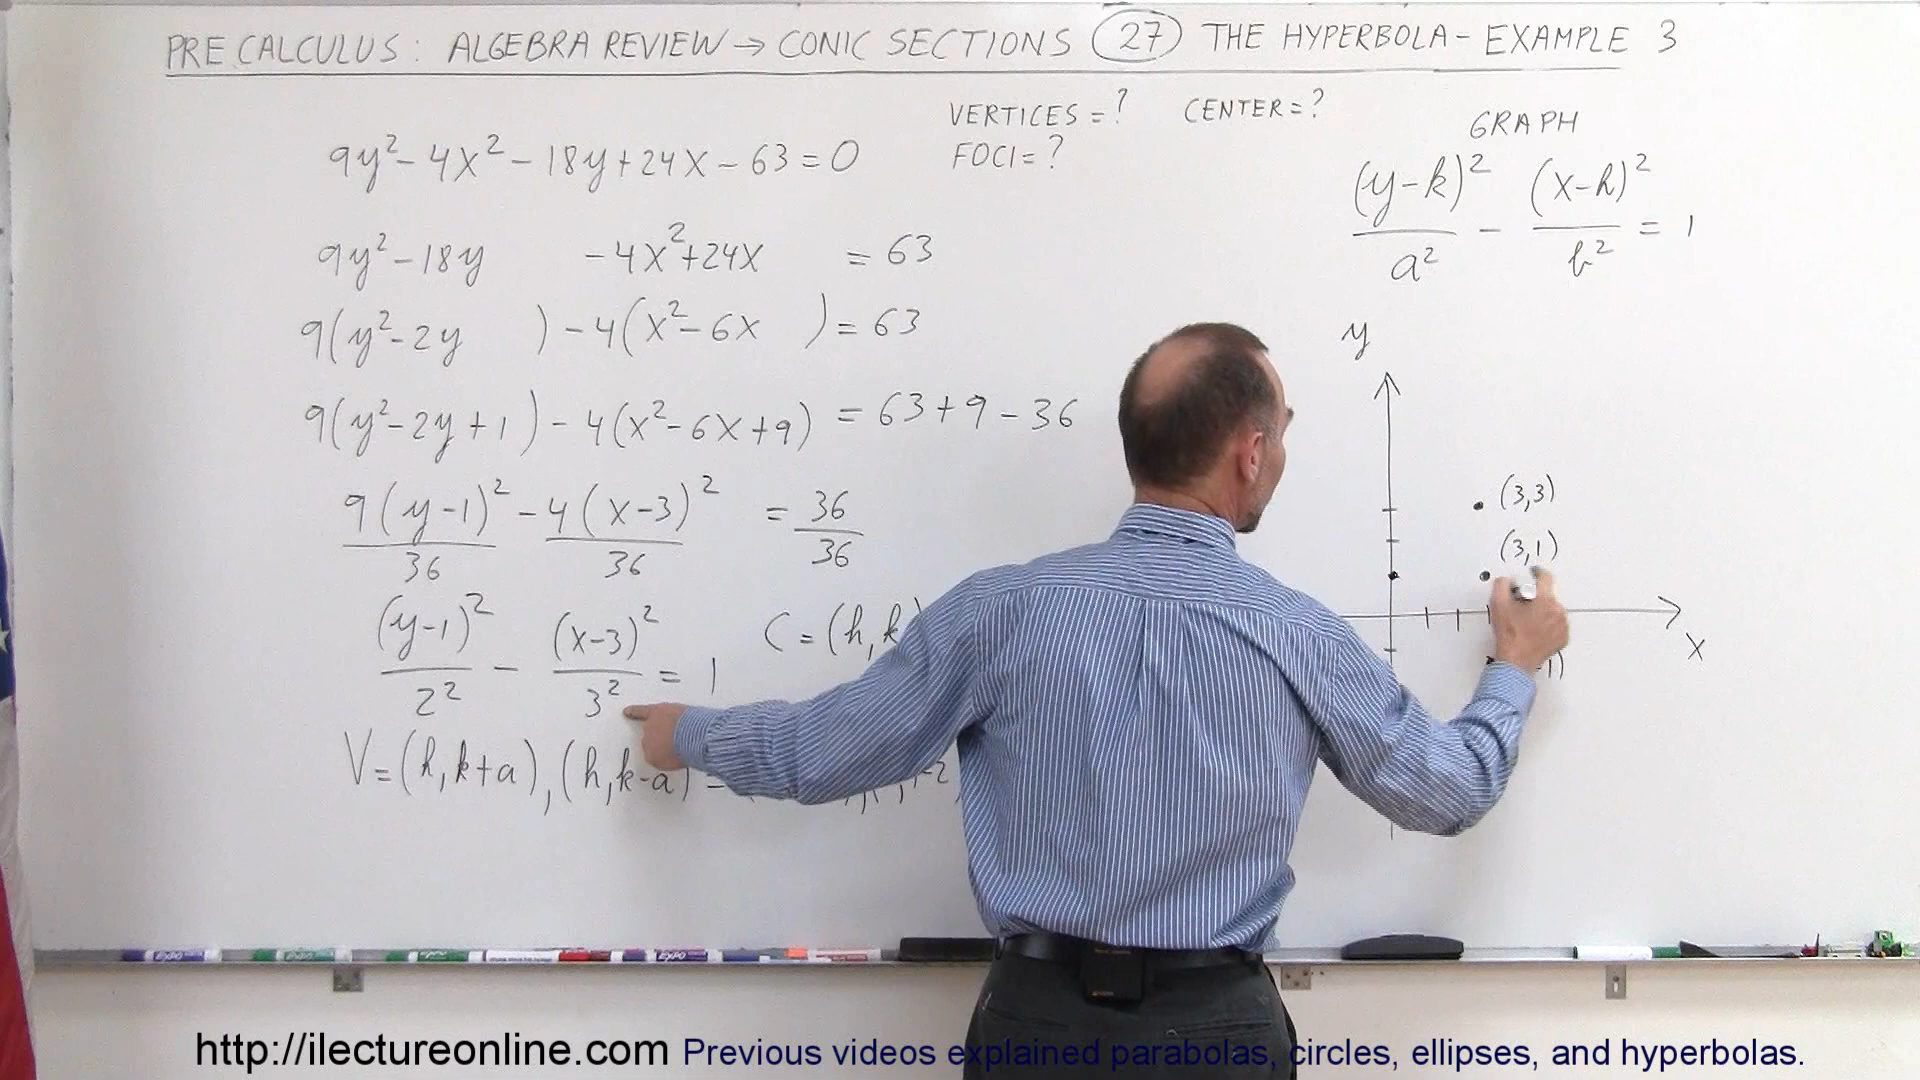 PRE CALCULUS: ALGEBRA REVIEW → CONIC SECTIONS 27 THE HYPERBOLA - EXAMPLE 3
VERTICES = ? CENTER = ?
FOCI = ?
GRAPH
9y² - 4x² - 18y + 24x - 63 = 0
(y-k)²/a² - (x-h)²/b² = 1
9y² - 18y - 4x² + 24x = 63
9(y² - 2y ) - 4(x² - 6x ) = 63
9(y² - 2y + 1) - 4(x² - 6x + 9) = 63 + 9 - 36
9(y-1)²/36 - 4(x-3)²/36 = 36/36
(y-1)²/2² - (x-3)²/3² = 1
C = (h, k
V = (h, k+a), (h, k-a) =
y
(3,3)
(3,1)
x
EXPO
http://ilectureonline.com Previous videos explained parabolas, circles, ellipses, and hyperbolas.